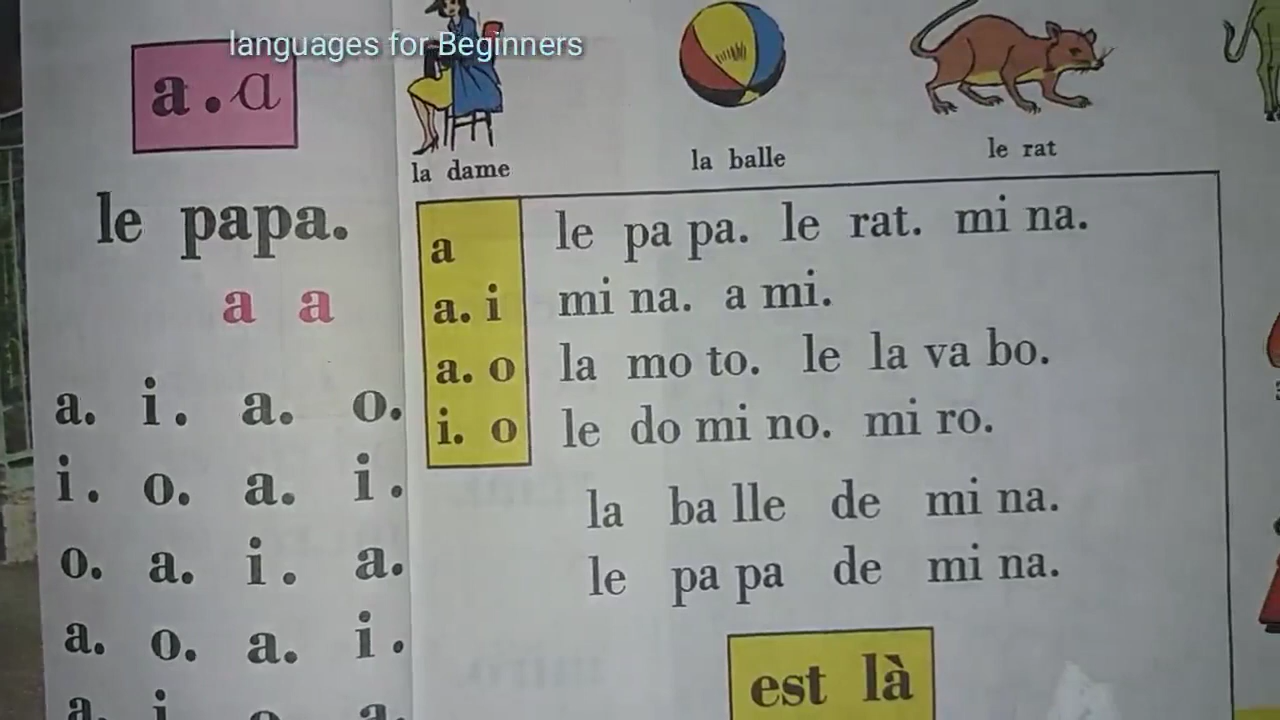 languages for Beginners
a . a
le papa.
a a
a. i. a. o.
i. o. a. i.
o. a. i. a.
a. o. a. i.
a. i o a.
la dame
la balle
le rat
a le pa pa. le rat. mi na.
a. i mi na. a mi.
a. o la mo to. le la va bo.
i. o le do mi no. mi ro.
la ba lle de mi na.
le pa pa de mi na.
est là